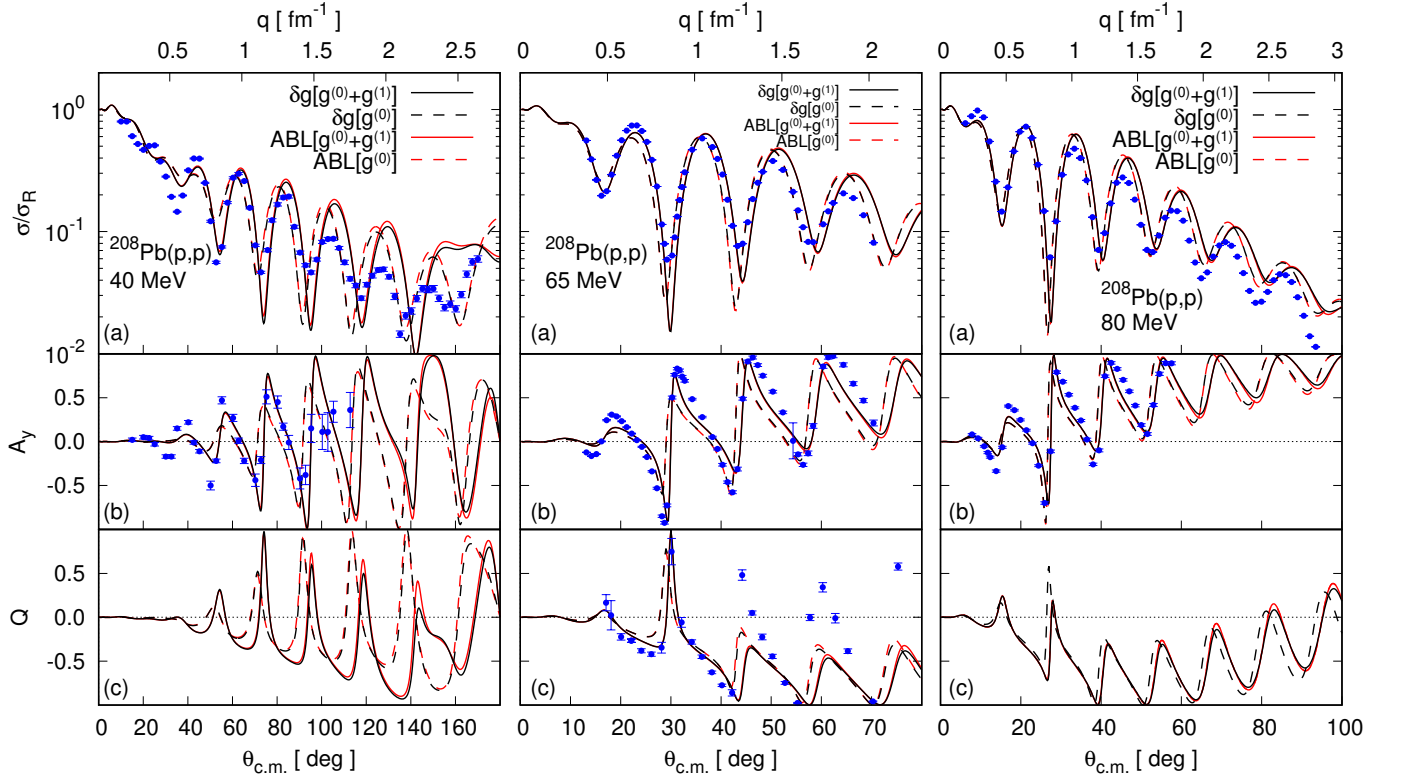 q [ fm⁻¹ ]
0.5 1 1.5 2 2.5
10⁰
10⁻¹
10⁻²
σ/σ_R
δg[g⁽⁰⁾+g⁽¹⁾]
δg[g⁽⁰⁾]
ABL[g⁽⁰⁾+g⁽¹⁾]
ABL[g⁽⁰⁾]
²⁰⁸Pb(p,p)
40 MeV
(a)
A_y
0.5
0.0
-0.5
(b)
Q
0.5
0.0
-0.5
(c)
0 20 40 60 80 100 120 140 160
θ_c.m. [ deg ]
q [ fm⁻¹ ]
0 0.5 1 1.5 2
δg[g⁽⁰⁾+g⁽¹⁾]
δg[g⁽⁰⁾]
ABL[g⁽⁰⁾+g⁽¹⁾]
ABL[g⁽⁰⁾]
²⁰⁸Pb(p,p)
65 MeV
(a)
(b)
(c)
0 10 20 30 40 50 60 70
θ_c.m. [ deg ]
q [ fm⁻¹ ]
0 0.5 1 1.5 2 2.5 3
δg[g⁽⁰⁾+g⁽¹⁾]
δg[g⁽⁰⁾]
ABL[g⁽⁰⁾+g⁽¹⁾]
ABL[g⁽⁰⁾]
²⁰⁸Pb(p,p)
80 MeV
(a)
(b)
(c)
0 20 40 60 80 100
θ_c.m. [ deg ]